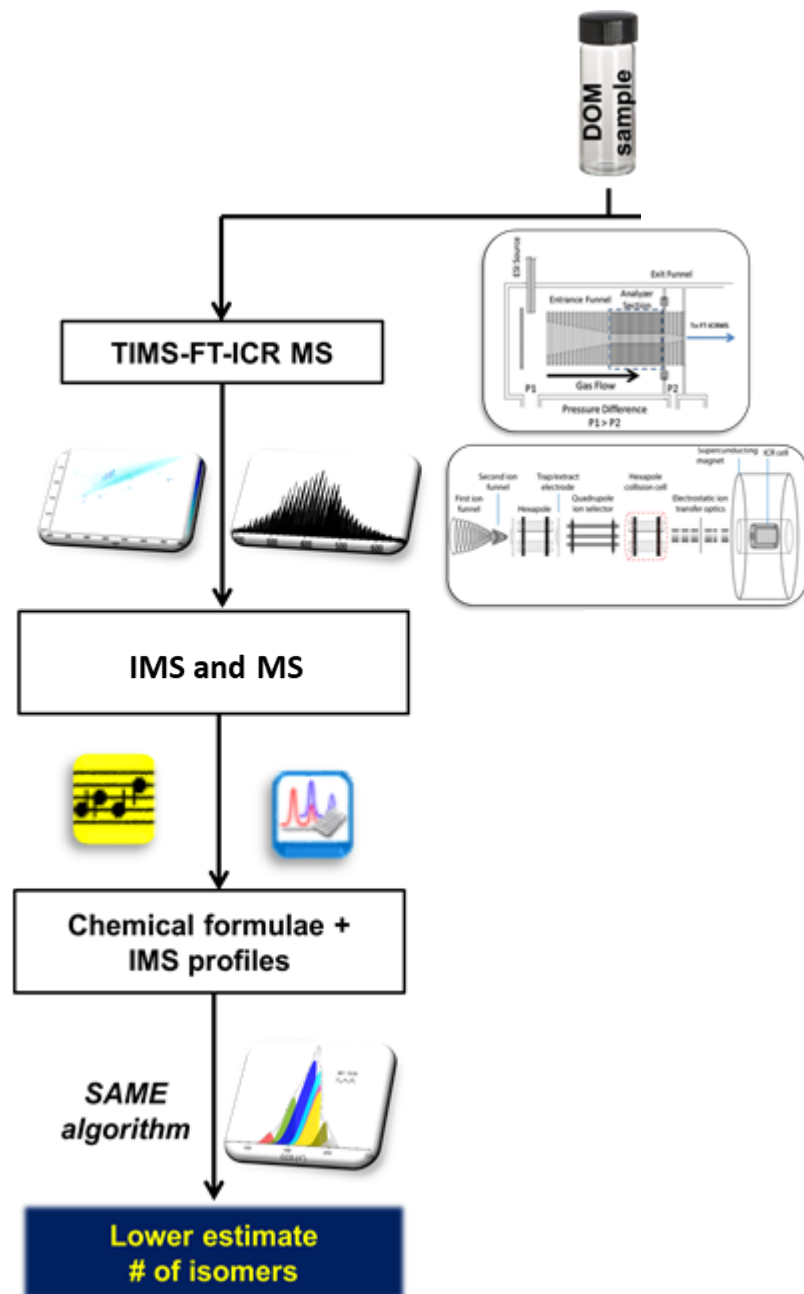 DOM
sample
ESI Source
Exit Funnel
Entrance Funnel
Analyzer
Section
To FT-ICRMS
P1
Gas Flow
P2
Pressure Difference
P1 > P2
TIMS-FT-ICR MS
Superconducting
magnet
ICR cell
Second ion
funnel
Trap/extract
electrode
Hexapole
collision cell
First ion
funnel
Hexapole
Quadrupole
ion selector
Electrostatic ion
transfer optics
IMS and MS
Chemical formulae +
IMS profiles
SAME
algorithm
Lower estimate
# of isomers